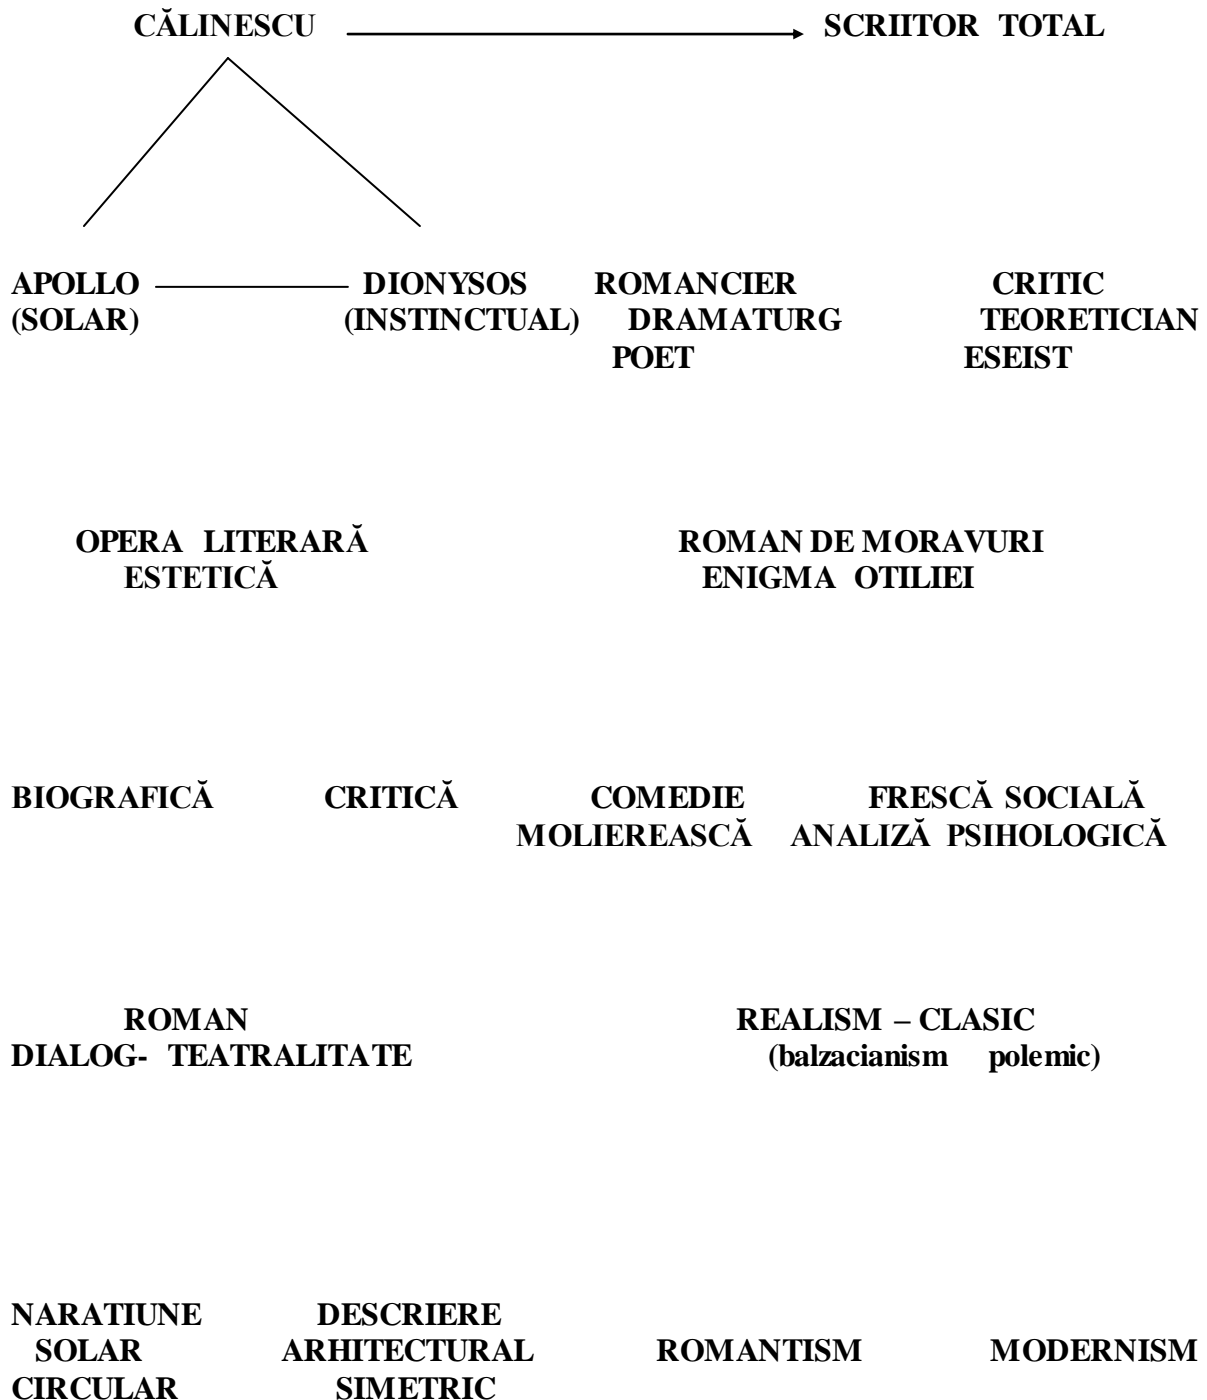 CĂLINESCU SCRIITOR TOTAL
APOLLO DIONYSOS ROMANCIER CRITIC
(SOLAR) (INSTINCTUAL) DRAMATURG TEORETICIAN
POET ESEIST
OPERA LITERARĂ ROMAN DE MORAVURI
ESTETICĂ ENIGMA OTILIEI
BIOGRAFICĂ CRITICĂ COMEDIE FRESCĂ SOCIALĂ
MOLIEREASCĂ ANALIZĂ PSIHOLOGICĂ
ROMAN REALISM – CLASIC
DIALOG- TEATRALITATE (balzacianism polemic)
NARATIUNE DESCRIERE
SOLAR ARHITECTURAL ROMANTISM MODERNISM
CIRCULAR SIMETRIC